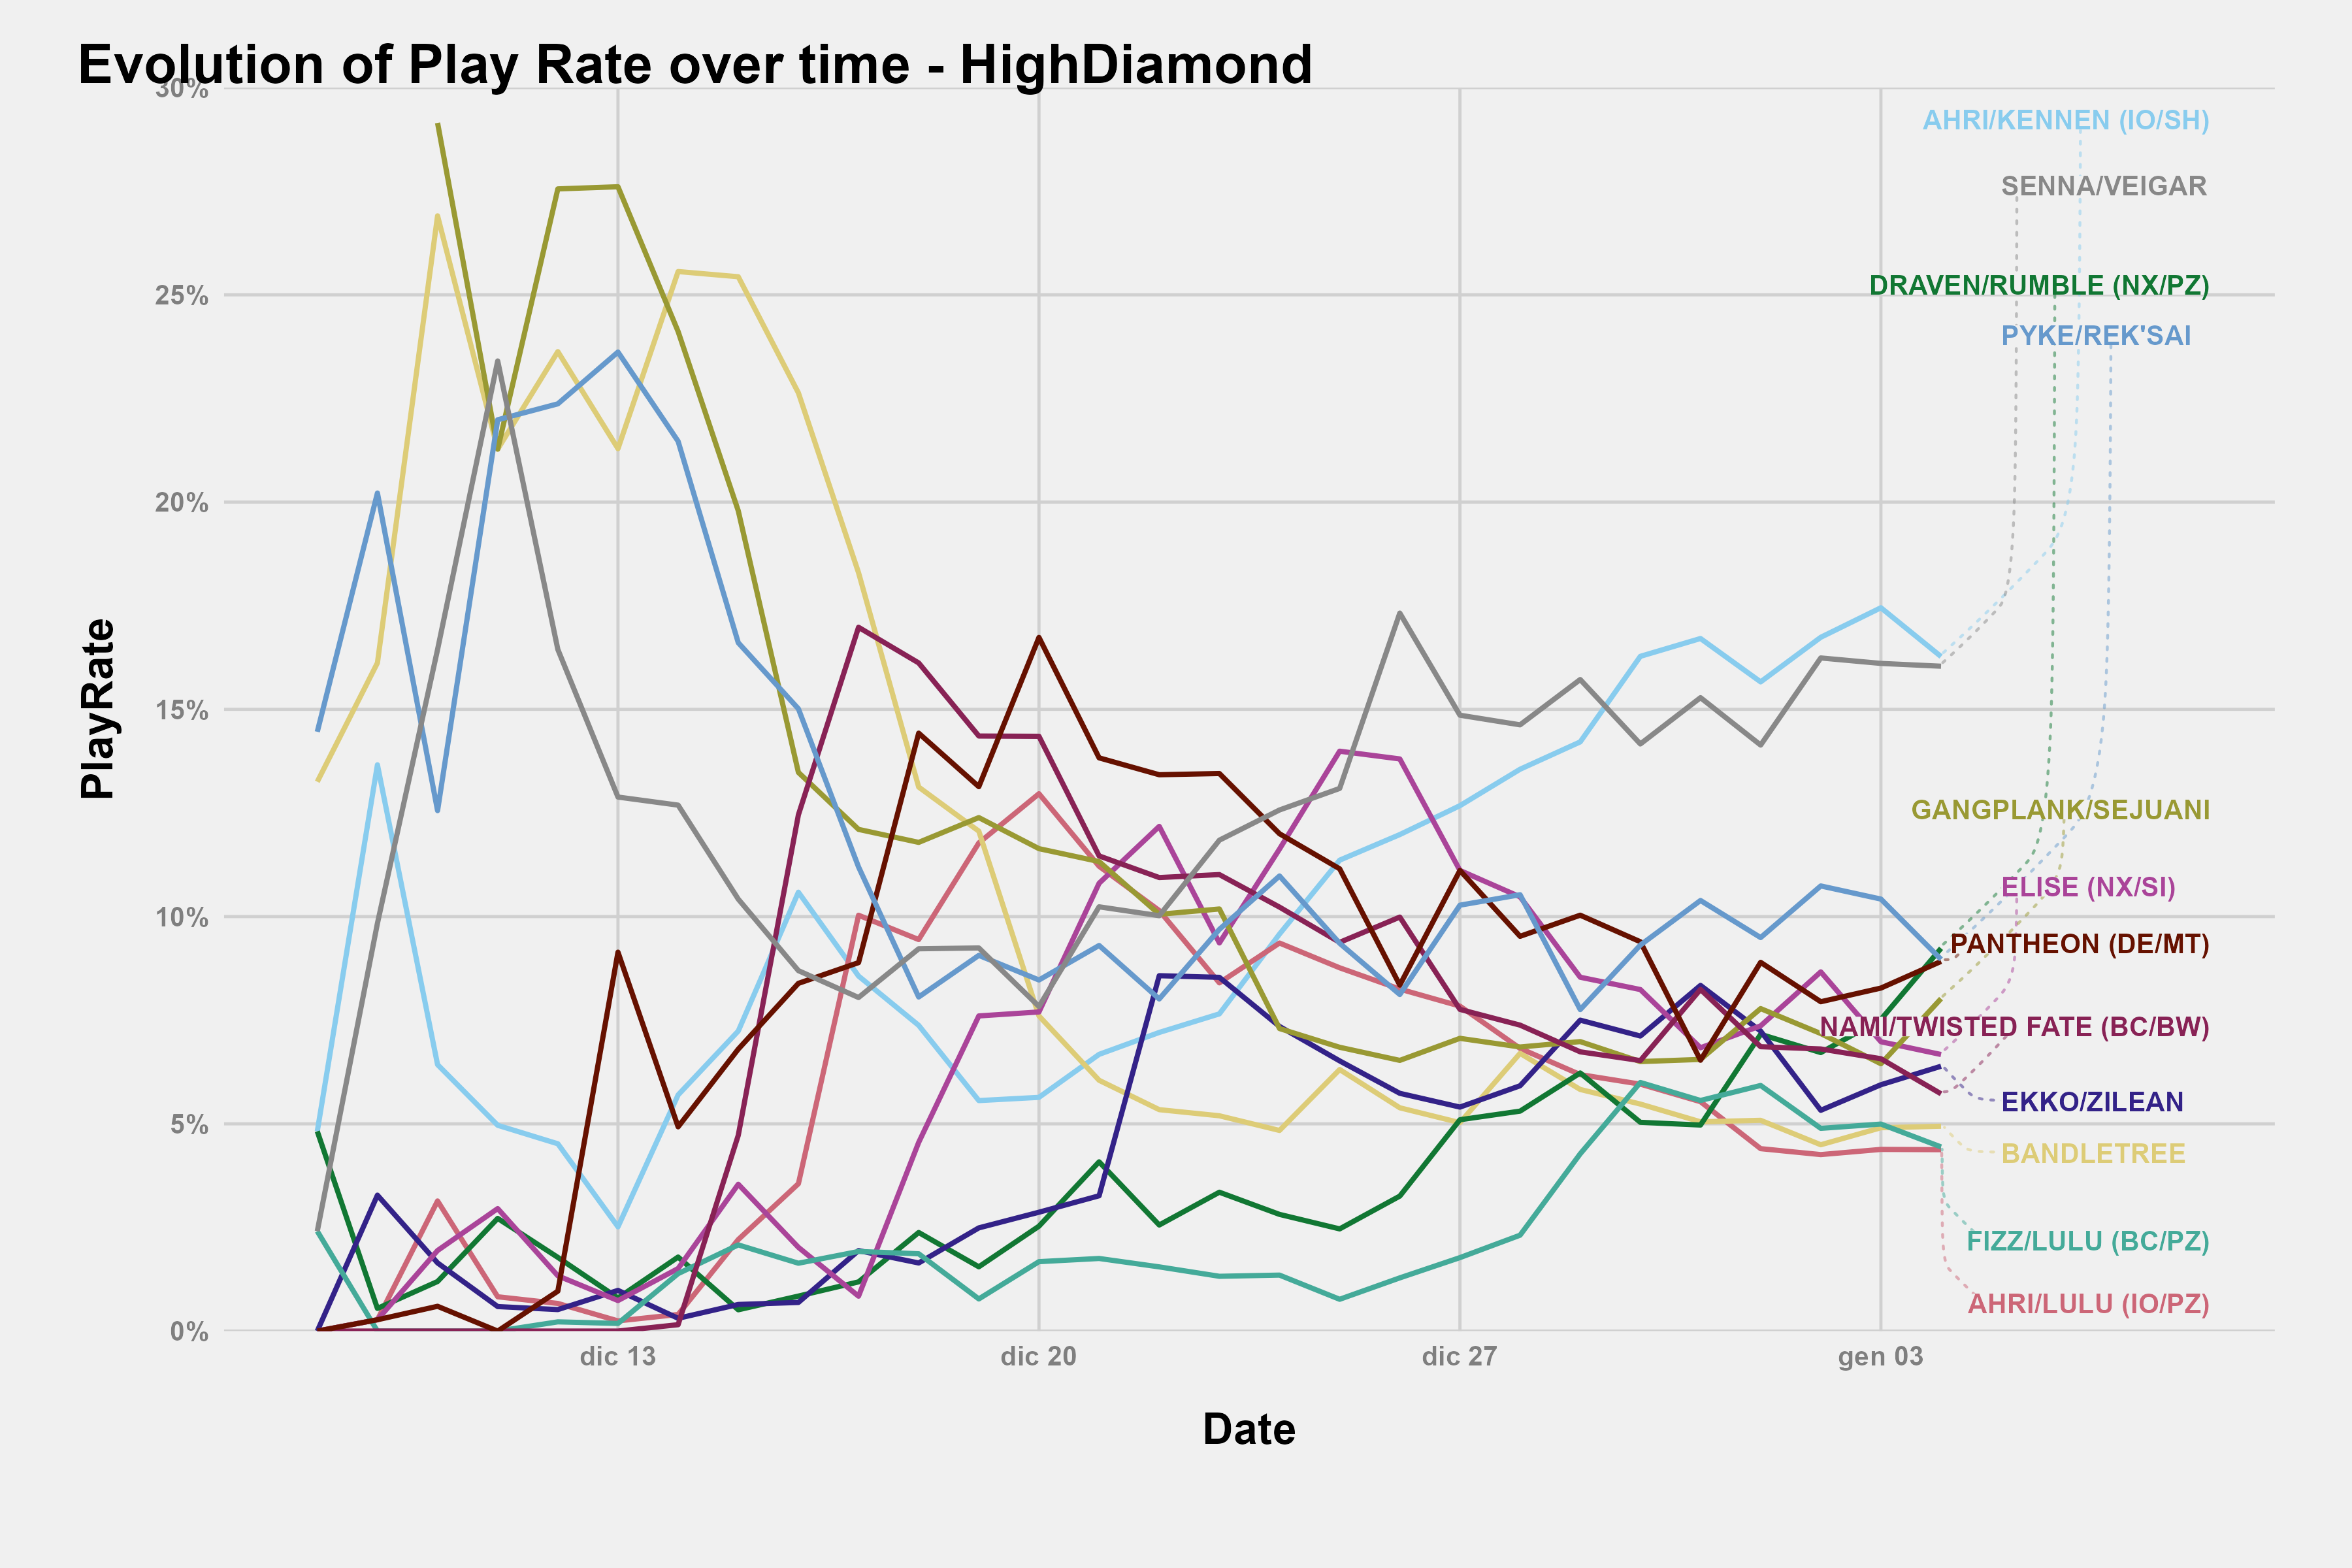 Evolution of Play Rate over time - HighDiamond
30%
25%
20%
15%
10%
5%
0%
PlayRate
AHRI/KENNEN (IO/SH)
SENNA/VEIGAR
DRAVEN/RUMBLE (NX/PZ)
PYKE/REK'SAI
GANGPLANK/SEJUANI
ELISE (NX/SI)
PANTHEON (DE/MT)
NAMI/TWISTED FATE (BC/BW)
EKKO/ZILEAN
BANDLETREE
FIZZ/LULU (BC/PZ)
AHRI/LULU (IO/PZ)
dic 13
dic 20
dic 27
gen 03
Date